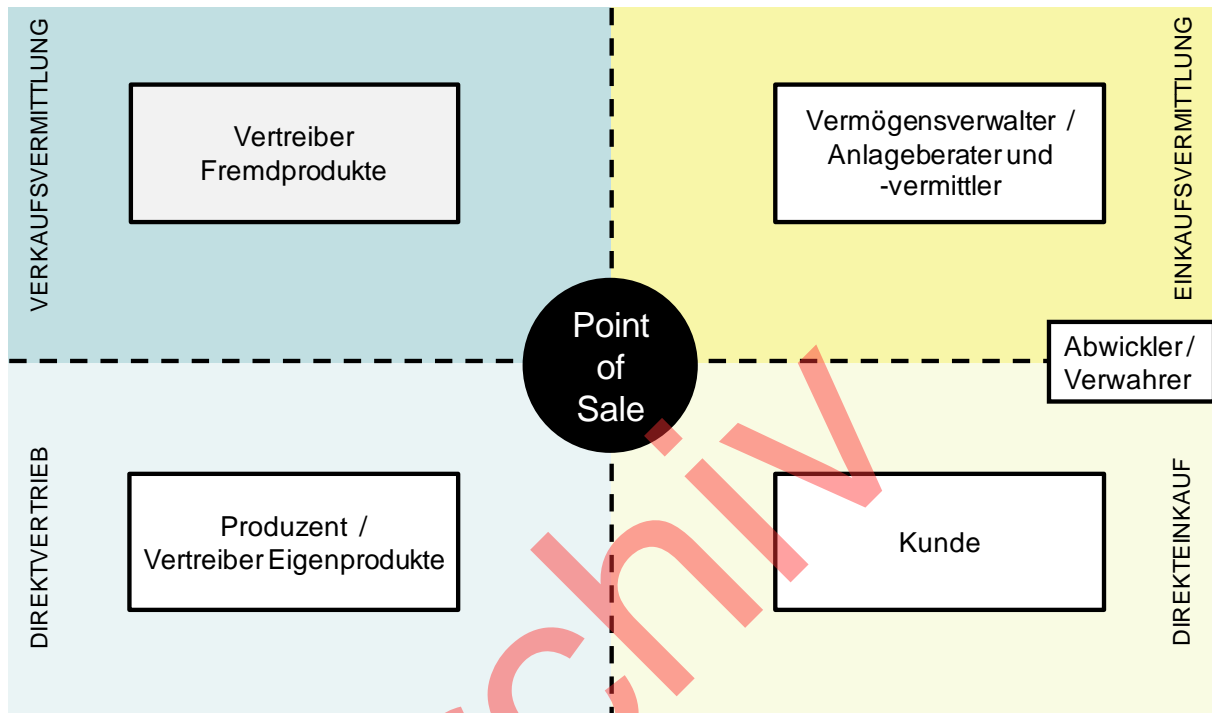 VERKAUFSVERMITTLUNG
Vertreiber
Fremdprodukte
Vermögensverwalter /
Anlageberater und
-vermittler
EINKAUFSVERMITTLUNG
Point
of
Sale
Abwickler /
Verwahrer
DIREKTVERTRIEB
Produzent /
Vertreiber Eigenprodukte
Kunde
DIREKTEINKAUF
chiv